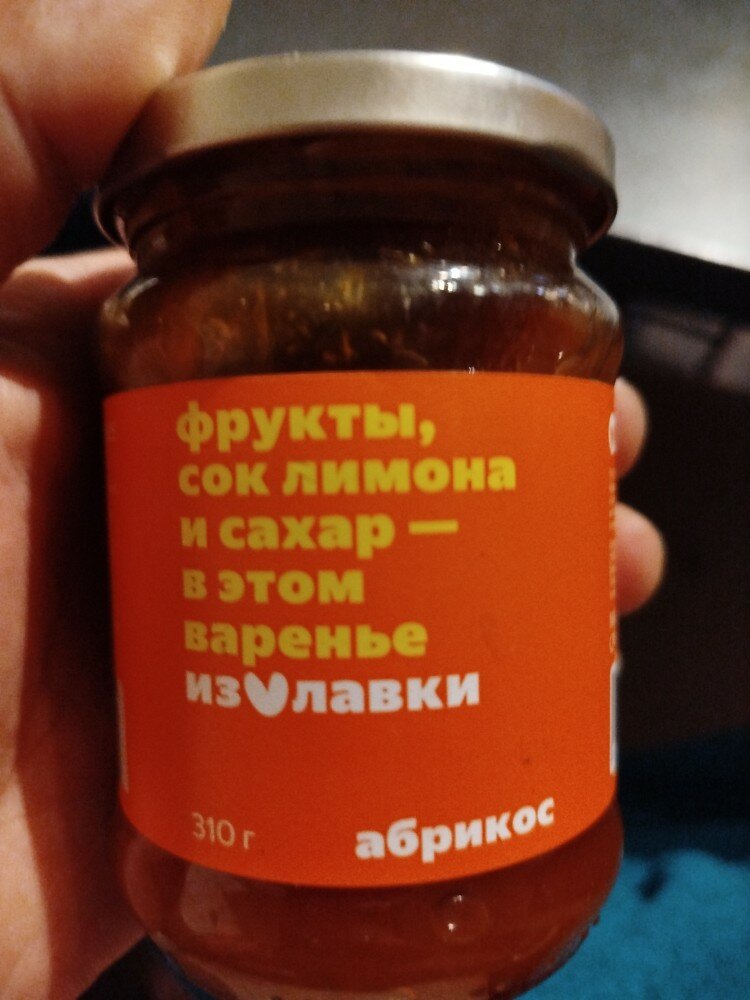 фрукты,
сок лимона
и сахар —
в этом
варенье
из лавки
310 г
абрикос